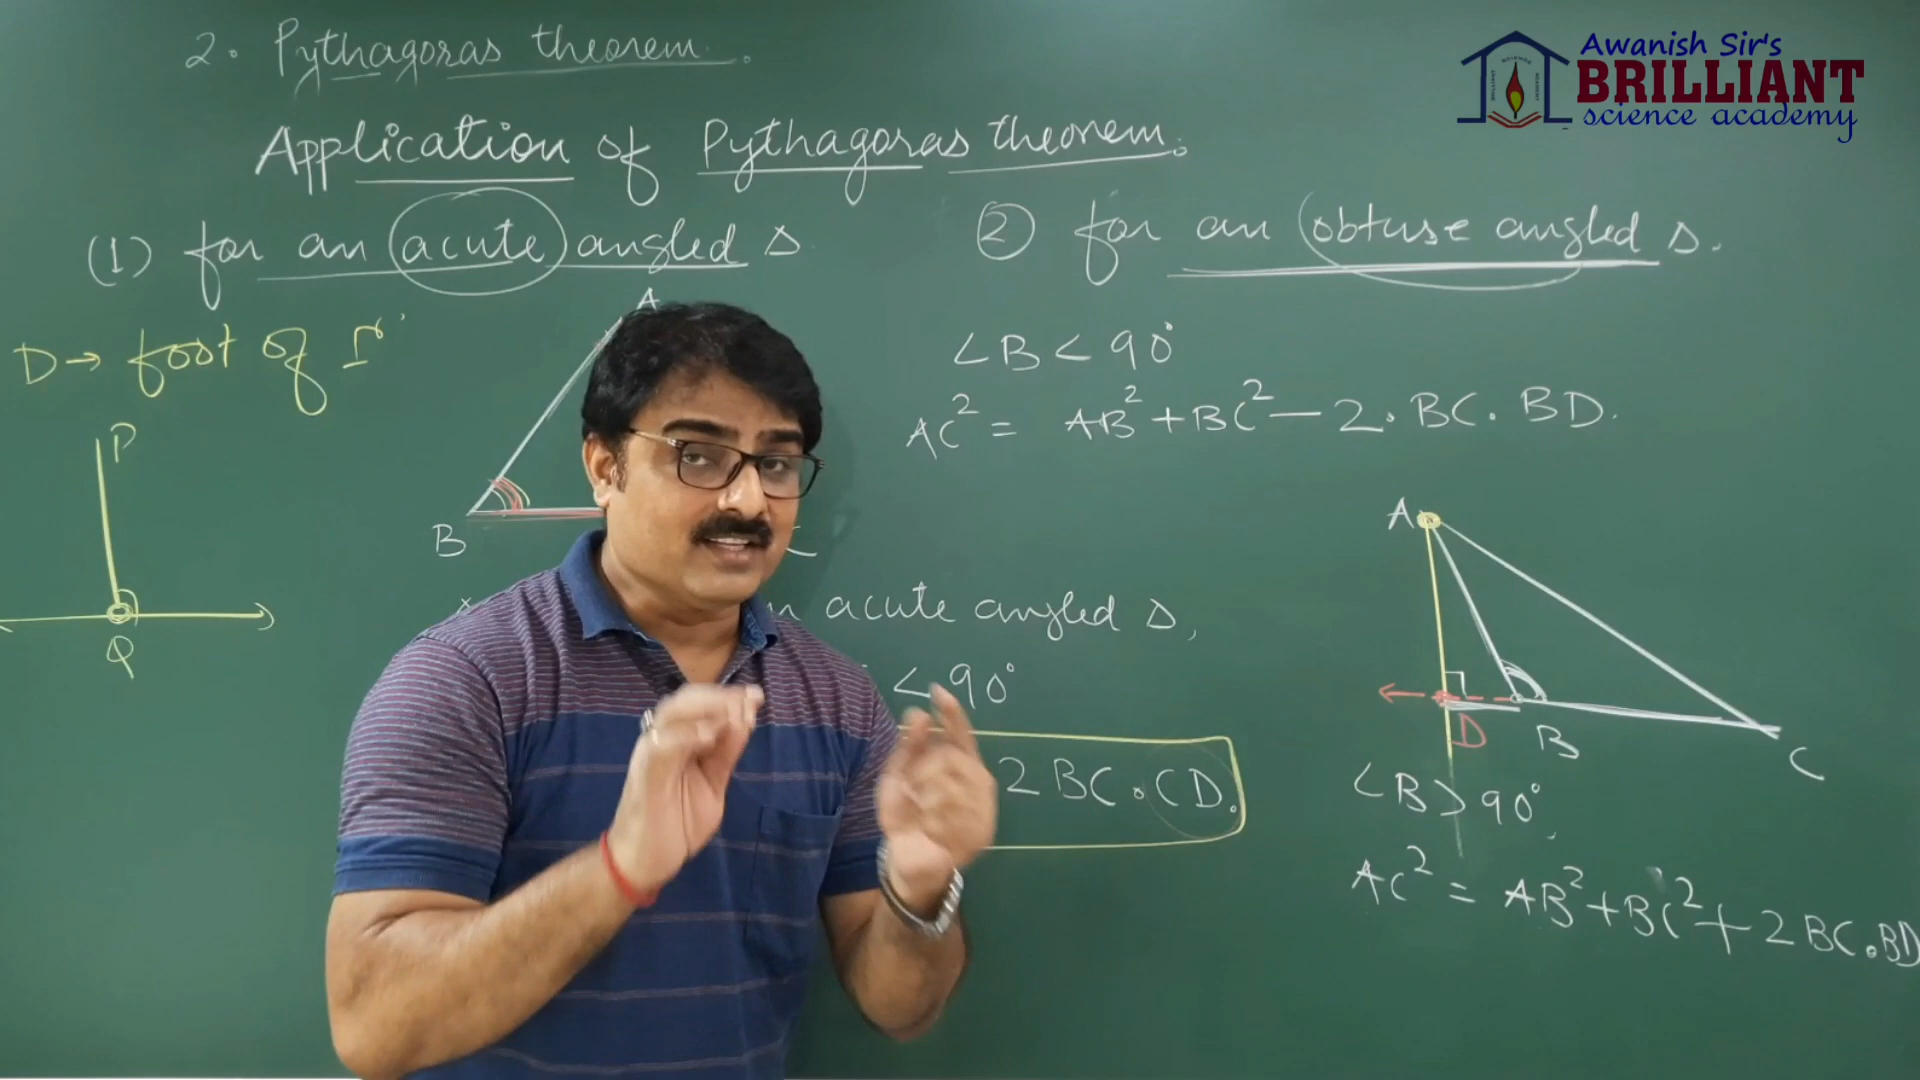 2. Pythagoras theorem.
Awanish Sir's
BRILLIANT
science academy
Application of Pythagoras theorem.
(1) for an acute angled Δ
② for an obtuse angled Δ.
D → foot of
A
B
P
Q
∠B < 90°
AC² = AB² + BC² − 2. BC. BD.
acute angled Δ,
< 90°
2 BC . CD.
A
D
B
C
∠B > 90°,
AC² = AB² + BC² + 2 BC . BD